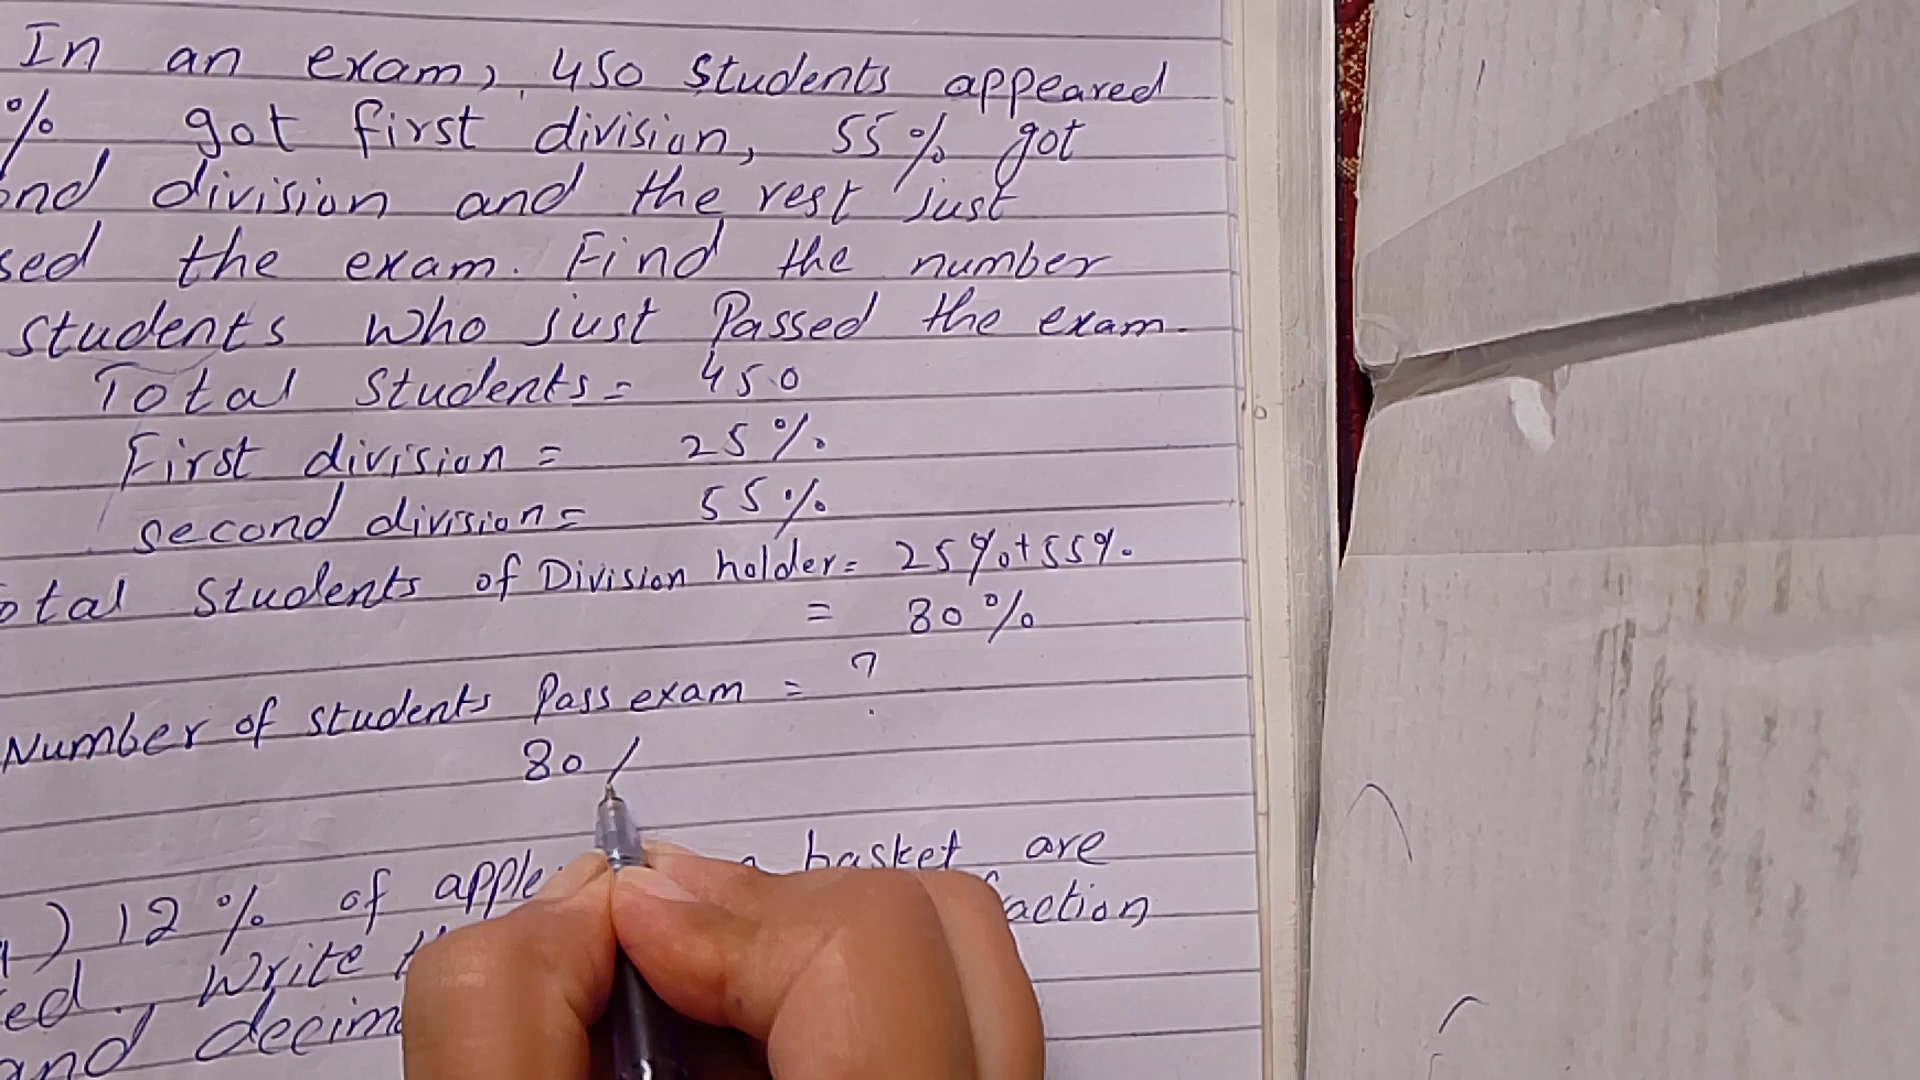 In an exam, 450 students appeared
% got first division, 55% got
ond division and the rest just
sed the exam. Find the number
students who just Passed the exam.
Total Students = 450
First division = 25%
second division = 55%
otal Students of Division holder = 25%+55%
= 80%
Number of students Pass exam = ?
80 /
) 12% of apple basket are
action
ed. Write
and decim